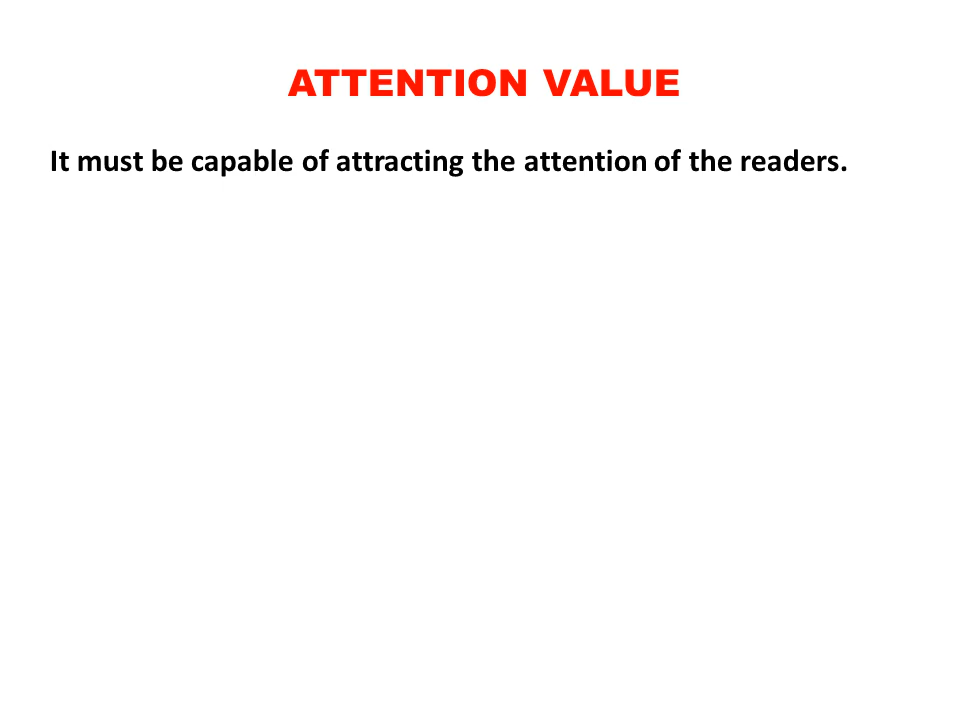 ATTENTION VALUE
It must be capable of attracting the attention of the readers.